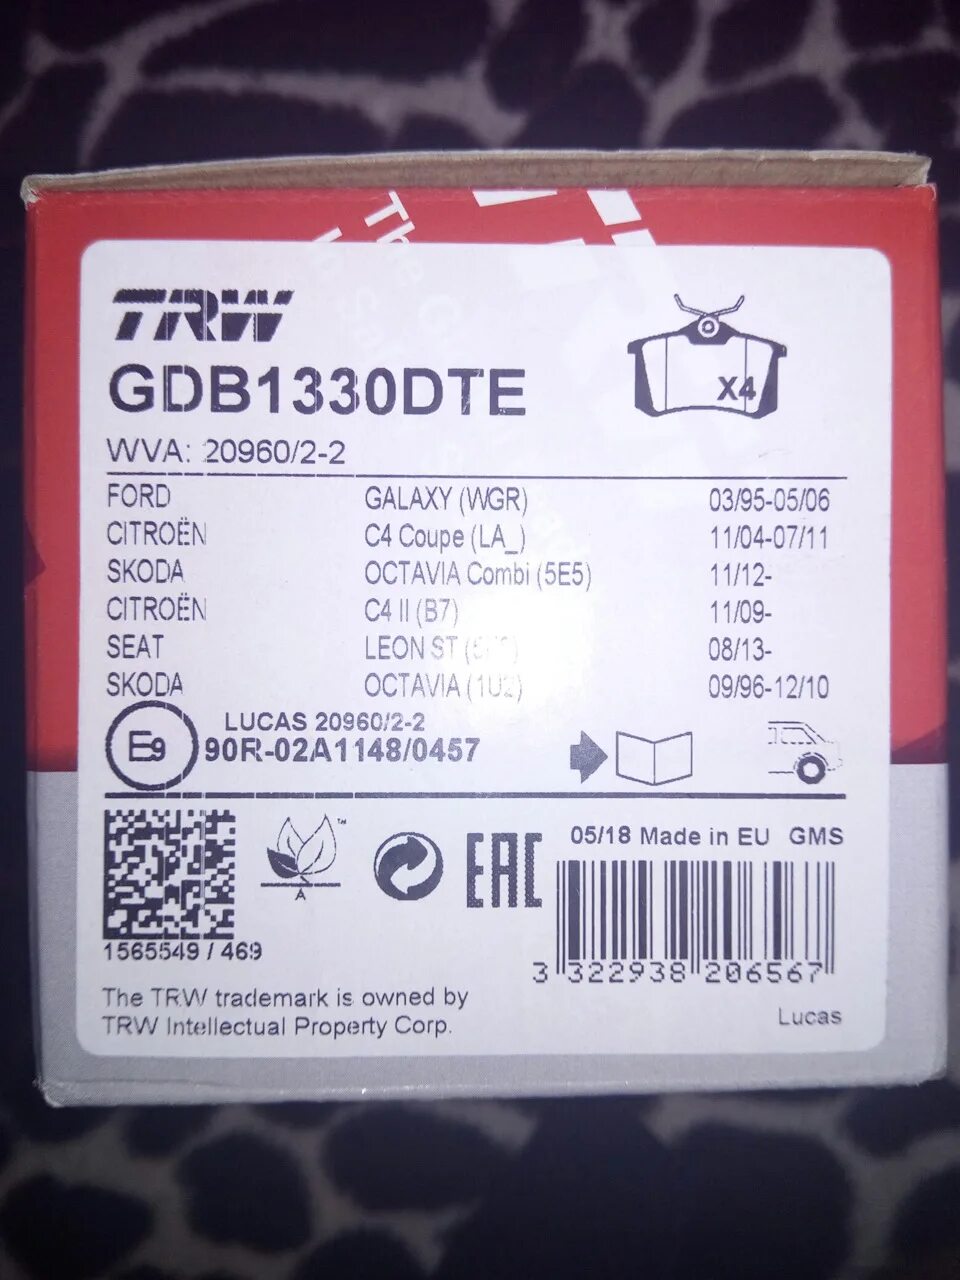 The
TRW
GDB1330DTE
X4
WVA: 20960/2-2
FORD GALAXY (WGR) 03/95-05/06
CITROËN C4 Coupe (LA_) 11/04-07/11
SKODA OCTAVIA Combi (5E5) 11/12-
CITROËN C4 II (B7) 11/09-
SEAT LEON ST 08/13-
SKODA OCTAVIA (1U2) 09/96-12/10
E9
LUCAS 20960/2-2
90R-02A1148/0457
TM
A
EAC
05/18 Made in EU GMS
1565549 / 469
3 322938 206567
The TRW trademark is owned by
TRW Intellectual Property Corp.
Lucas